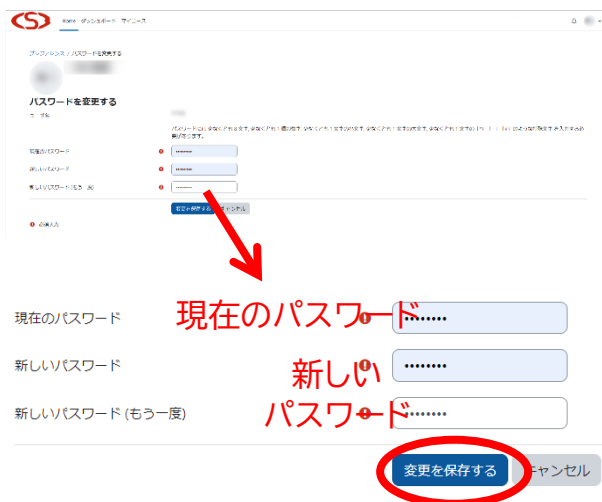 CSJ Home ダッシュボード マイコース
プリファレンス / パスワードを変更する
パスワードを変更する
現在のパスワード
新しいパスワード
新しいパスワード (もう一度)
変更を保存する キャンセル
必須入力
現在のパスワード 現在のパスワード ••••••••
新しいパスワード 新しい ••••••••
新しいパスワード (もう一度) パスワード ••••••••
変更を保存する キャンセル